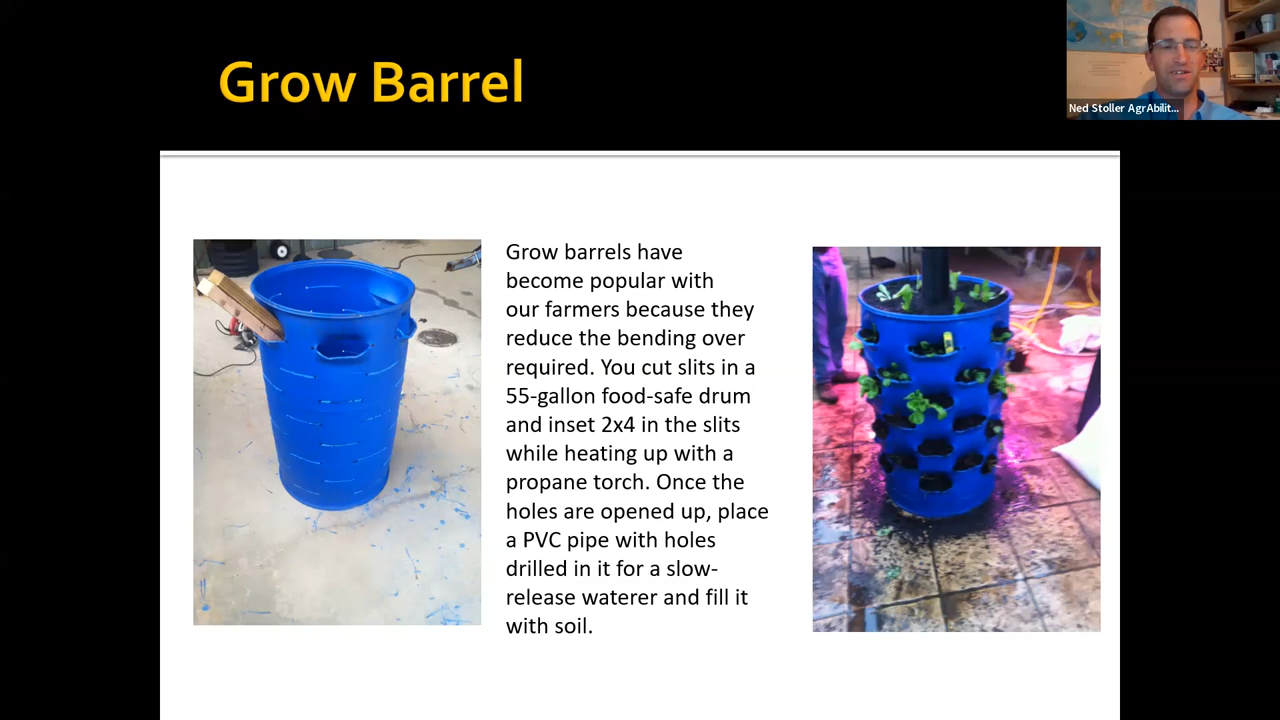 Grow Barrel
Ned Stoller AgrAbilit...
Grow barrels have
become popular with
our farmers because they
reduce the bending over
required. You cut slits in a
55-gallon food-safe drum
and inset 2x4 in the slits
while heating up with a
propane torch. Once the
holes are opened up, place
a PVC pipe with holes
drilled in it for a slow-
release waterer and fill it
with soil.